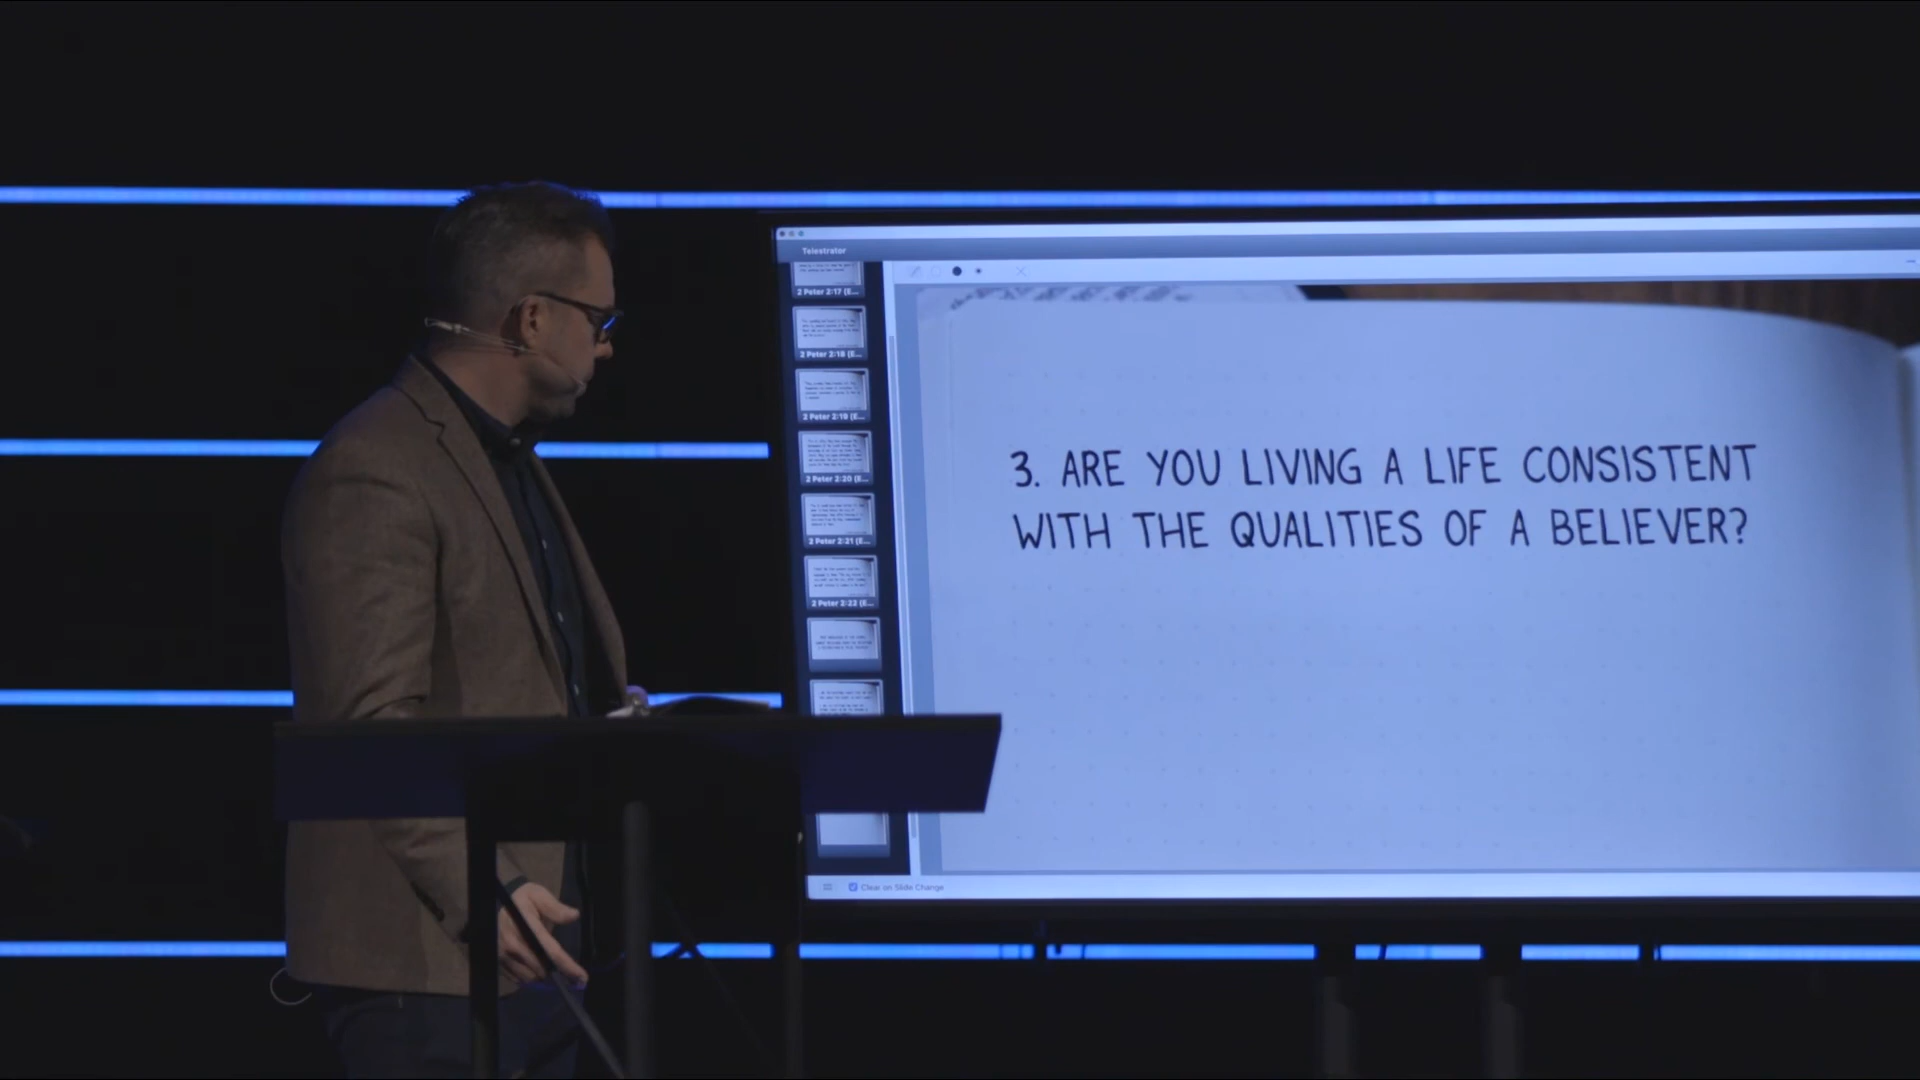 Telestrator
2 Peter 2:17 (E...
2 Peter 2:18 (E...
2 Peter 2:19 (E...
2 Peter 2:20 (E...
2 Peter 2:21 (E...
2 Peter 2:22 (E...
3. ARE YOU LIVING A LIFE CONSISTENT
WITH THE QUALITIES OF A BELIEVER?
Clear on Slide Change